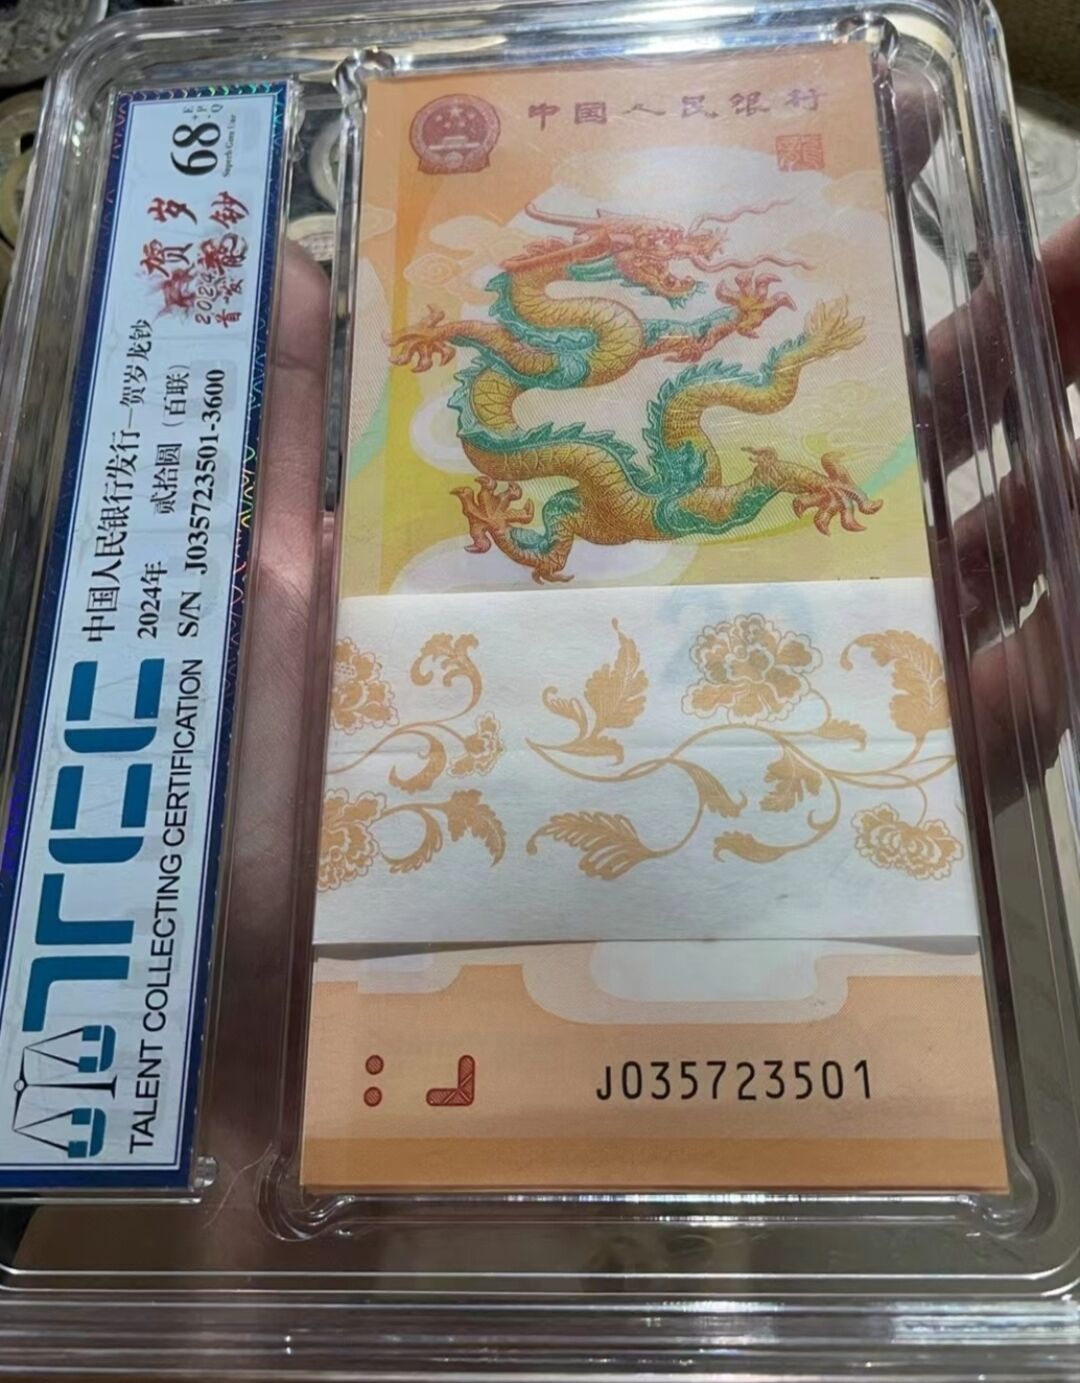 68
E
PQ
Superb Gem Unc
贺岁
龙钞
2024
首发
中国人民银行发行—贺岁龙钞
2024年 贰拾圆（百联）
S/N J035723501-3600
TALENT COLLECTING CERTIFICATION
中国人民银行
J035723501